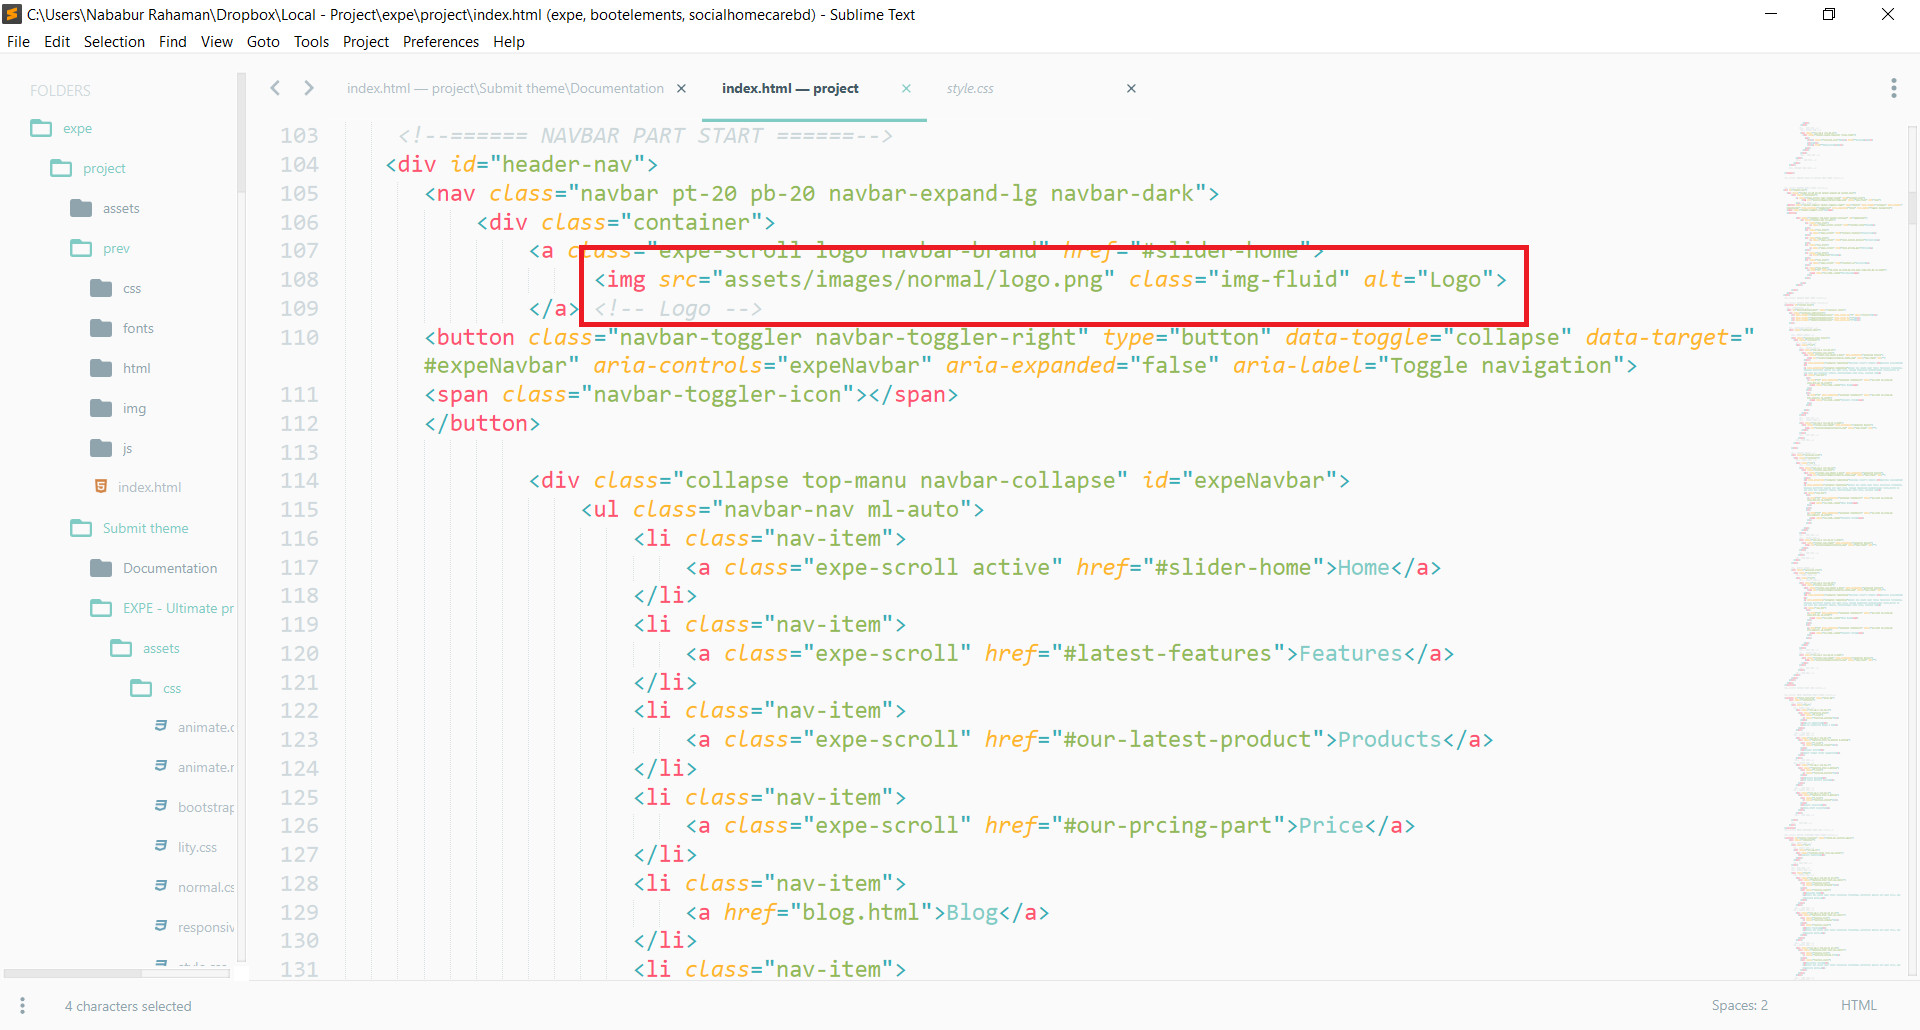 C:\Users\Nababur Rahaman\Dropbox\Local - Project\expe\project\index.html (expe, bootelements, socialhomecarebd) - Sublime Text
File Edit Selection Find View Goto Tools Project Preferences Help
FOLDERS
expe
project
assets
prev
css
fonts
html
img
js
index.html
Submit theme
Documentation
EXPE - Ultimate pr
assets
css
animate.c
animate.r
bootstrap
lity.css
normal.cs
responsiv
style.css
index.html — project\Submit theme\Documentation
index.html — project
style.css
103 <!--====== NAVBAR PART START ======-->
104 <div id="header-nav">
105 <nav class="navbar pt-20 pb-20 navbar-expand-lg navbar-dark">
106 <div class="container">
107 <a class="expe-scroll logo navbar-brand" href="#slider-home">
108 <img src="assets/images/normal/logo.png" class="img-fluid" alt="Logo">
109 </a> <!-- Logo -->
110 <button class="navbar-toggler navbar-toggler-right" type="button" data-toggle="collapse" data-target="
#expeNavbar" aria-controls="expeNavbar" aria-expanded="false" aria-label="Toggle navigation">
111 <span class="navbar-toggler-icon"></span>
112 </button>
113
114 <div class="collapse top-manu navbar-collapse" id="expeNavbar">
115 <ul class="navbar-nav ml-auto">
116 <li class="nav-item">
117 <a class="expe-scroll active" href="#slider-home">Home</a>
118 </li>
119 <li class="nav-item">
120 <a class="expe-scroll" href="#latest-features">Features</a>
121 </li>
122 <li class="nav-item">
123 <a class="expe-scroll" href="#our-latest-product">Products</a>
124 </li>
125 <li class="nav-item">
126 <a class="expe-scroll" href="#our-prcing-part">Price</a>
127 </li>
128 <li class="nav-item">
129 <a href="blog.html">Blog</a>
130 </li>
131 <li class="nav-item">
4 characters selected
Spaces: 2
HTML